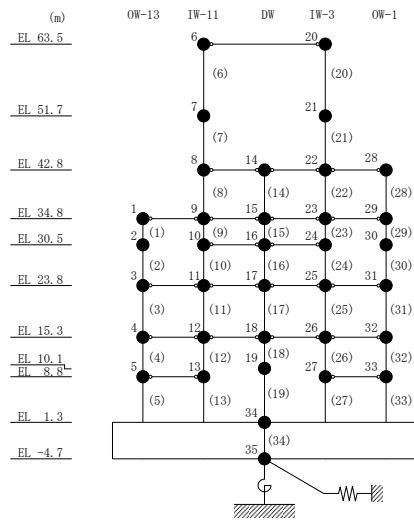 (m) OW-13 IW-11 DW IW-3 OW-1
EL 63.5 6 20
(6) (20)
EL 51.7 7 21
(7) (21)
EL 42.8 8 14 22 28
(8) (14) (22) (28)
EL 34.8 1 9 15 23 29
(1) (9) (15) (23) (29)
EL 30.5 2 10 16 24 30
(2) (10) (16) (24) (30)
EL 23.8 3 11 17 25 31
(3) (11) (17) (25) (31)
EL 15.3 4 12 18 26 32
(4) (12) (18) (26) (32)
EL 10.1 19
EL 8.8 5 13 27 33
(5) (13) (19) (27) (33)
EL 1.3 34
(34)
EL -4.7 35